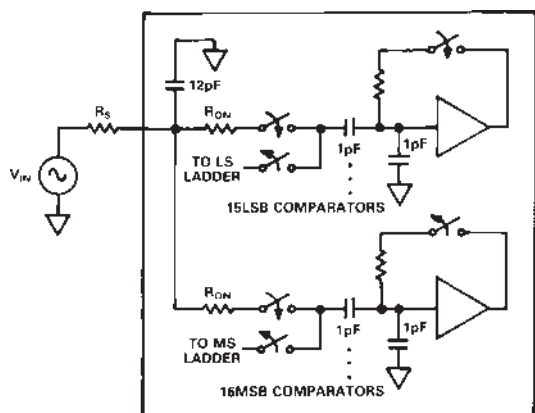 12pF
RS
RON
VIN
TO LS
LADDER
1pF
1pF
15LSB COMPARATORS
RON
TO MS
LADDER
1pF
1pF
16MSB COMPARATORS